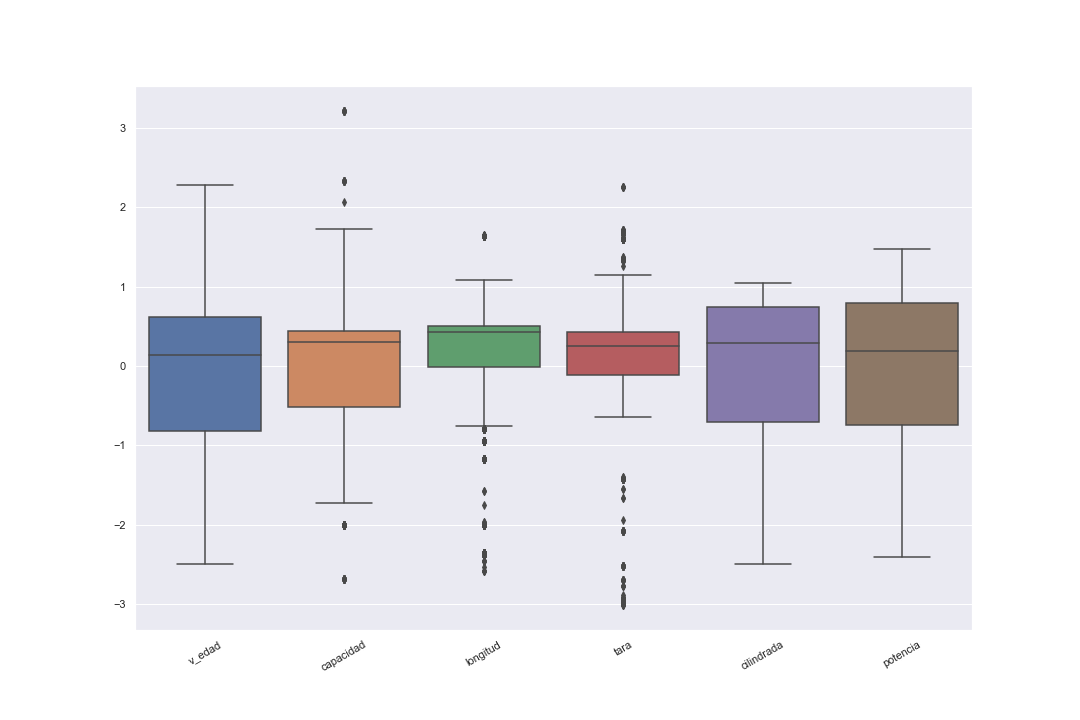 3
2
1
0
−1
−2
−3
v_edad
capacidad
longitud
tara
cilindrada
potencia